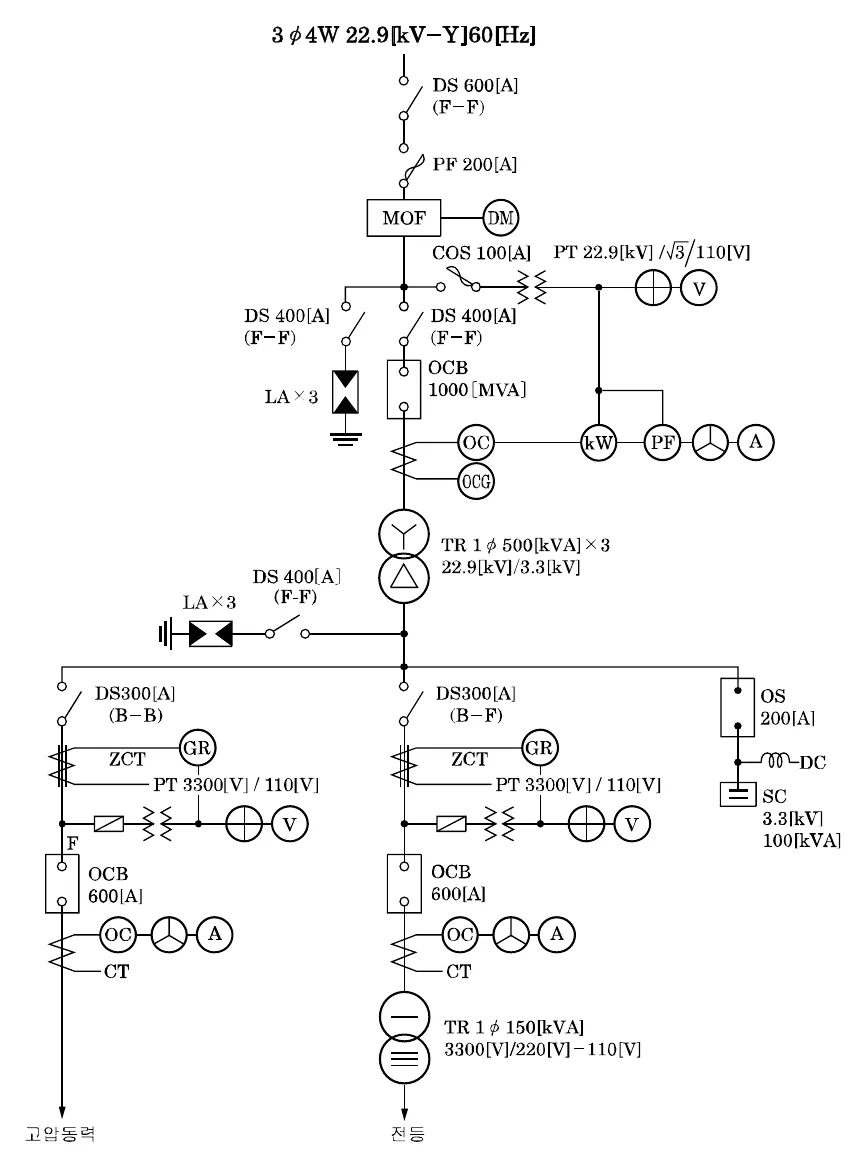 3φ4W 22.9[kV-Y]60[Hz]
DS 600[A]
(F-F)
PF 200[A]
MOF
DM
COS 100[A]
PT 22.9[kV]/√3/110[V]
V
DS 400[A]
(F-F)
DS 400[A]
(F-F)
OCB
1000[MVA]
LA×3
OC
kW
PF
A
OCG
TR 1φ500[kVA]×3
22.9[kV]/3.3[kV]
DS 400[A]
(F-F)
LA×3
DS300[A]
(B-B)
DS300[A]
(B-F)
OS
200[A]
ZCT
GR
ZCT
GR
DC
PT 3300[V]/110[V]
PT 3300[V]/110[V]
SC
3.3[kV]
100[kVA]
V
V
F
OCB
600[A]
OCB
600[A]
OC
A
OC
A
CT
CT
TR 1φ150[kVA]
3300[V]/220[V]-110[V]
고압동력
전등